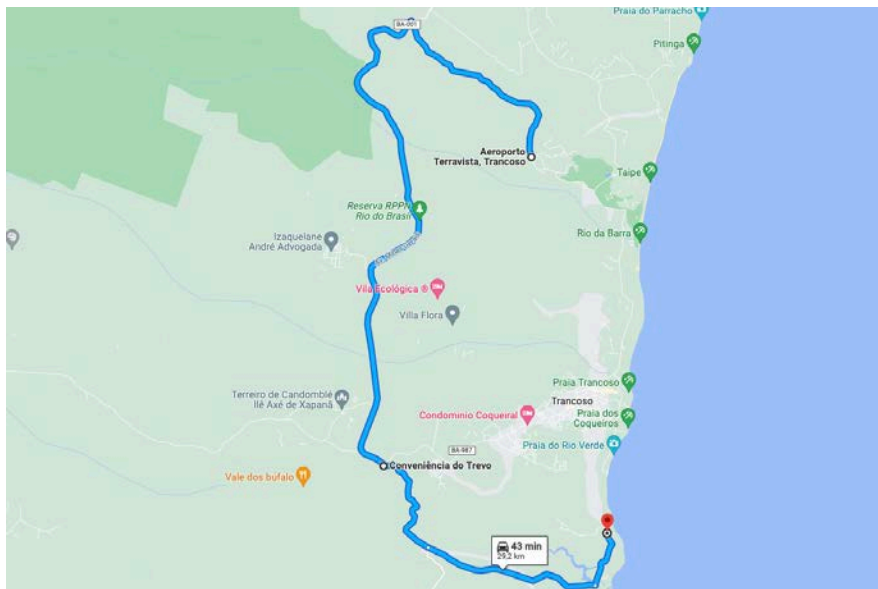 Praia do Parracho
BA-001
Pitinga
Aeroporto
Terravista, Trancoso
Taípe
Reserva RPPN
Rio do Brasil
Rio da Barra
Izaquelane
André Advogada
Vila Ecológica ®
Villa Flora
Praia Trancoso
Terreiro de Candomblé
Ilê Axé de Xapanã
Trancoso
Condominio Coqueiral
Praia dos
Coqueiros
Praia do Rio Verde
BA-987
Conveniência do Trevo
Vale dos búfalo
43 min
29,2 km